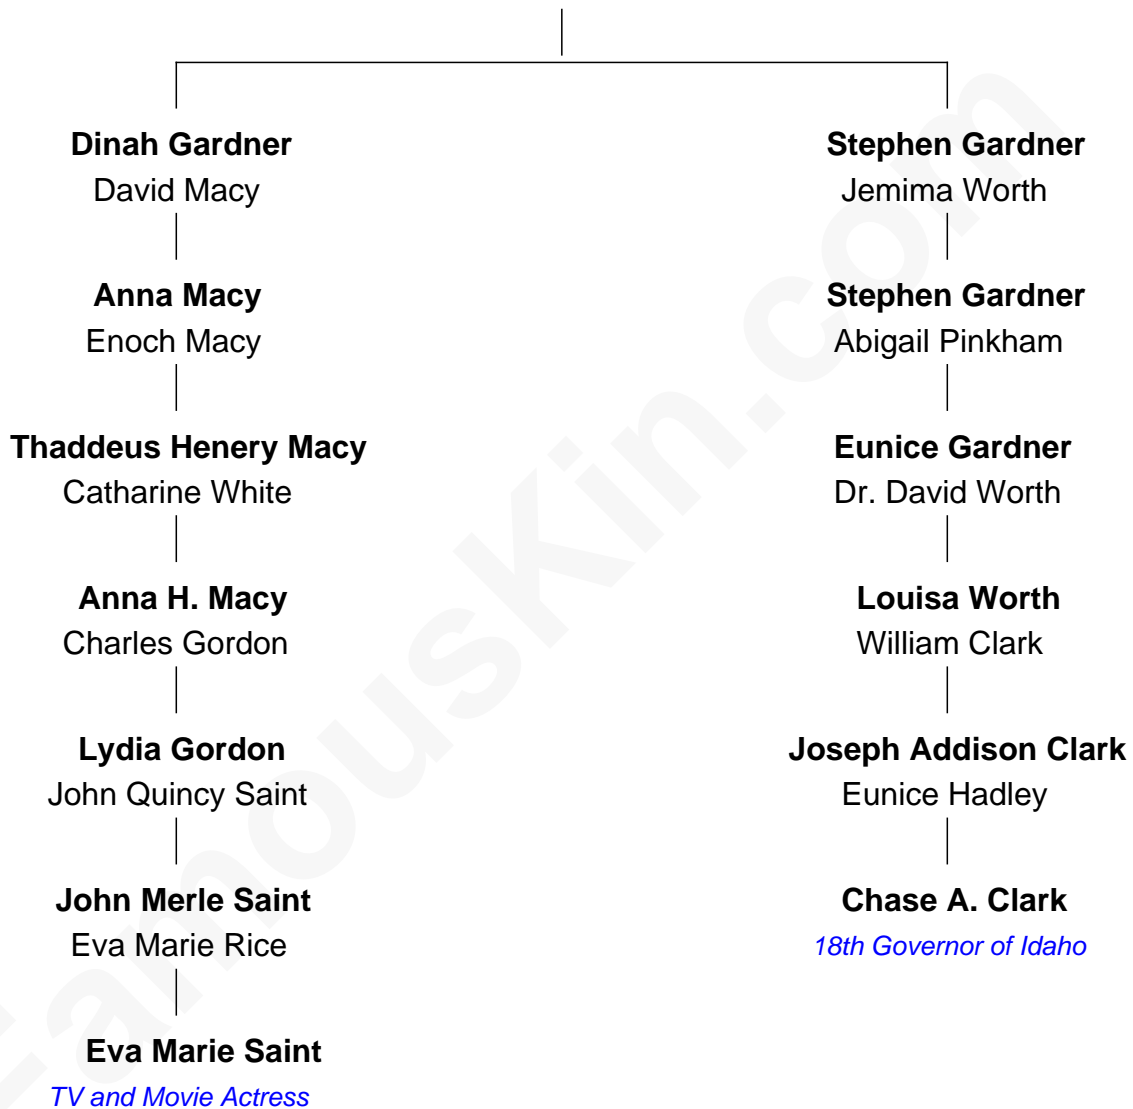 Dinah Gardner
David Macy
Stephen Gardner
Jemima Worth
Anna Macy
Enoch Macy
Stephen Gardner
Abigail Pinkham
Thaddeus Henery Macy
Catharine White
Eunice Gardner
Dr. David Worth
Anna H. Macy
Charles Gordon
Louisa Worth
William Clark
Lydia Gordon
John Quincy Saint
Joseph Addison Clark
Eunice Hadley
John Merle Saint
Eva Marie Rice
Chase A. Clark
18th Governor of Idaho
Eva Marie Saint
TV and Movie Actress
FamousKin.com